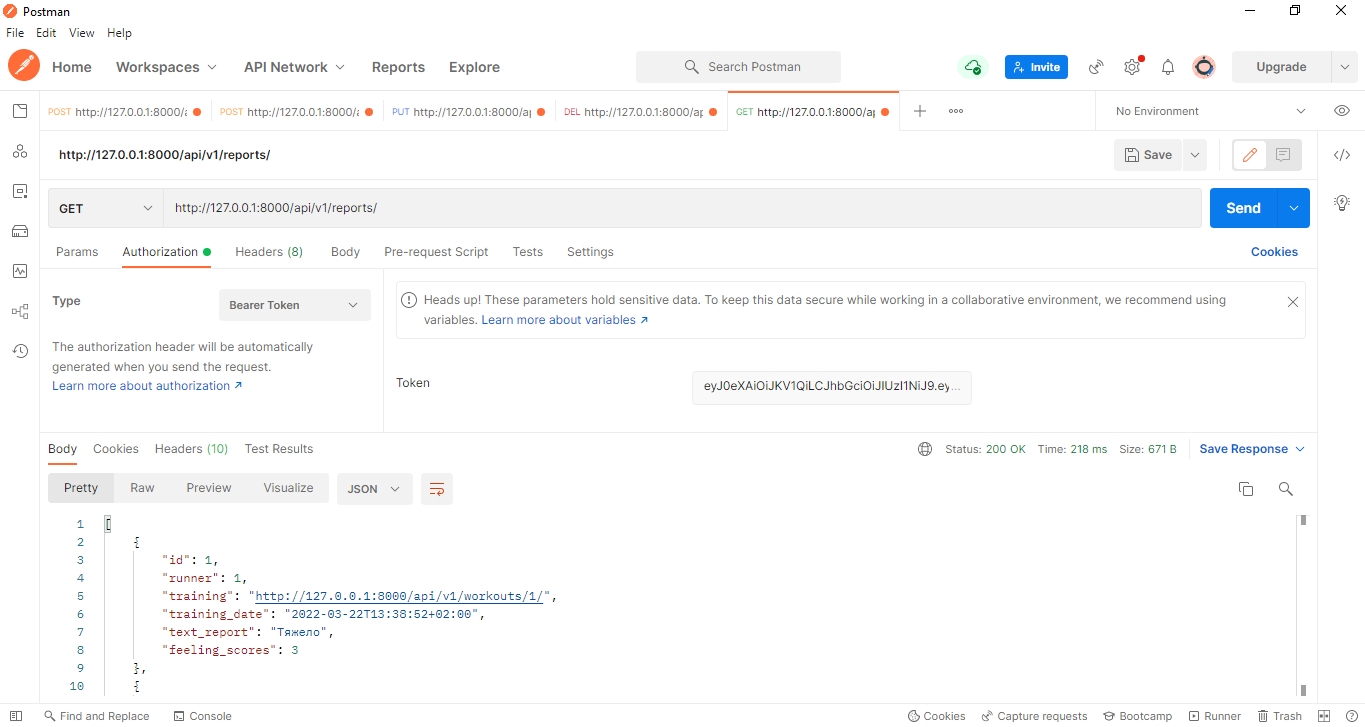 Postman
File Edit View Help
Home Workspaces API Network Reports Explore Search Postman Invite Upgrade
POST http://127.0.0.1:8000/a POST http://127.0.0.1:8000/a PUT http://127.0.0.1:8000/ap DEL http://127.0.0.1:8000/ap GET http://127.0.0.1:8000/ap No Environment
http://127.0.0.1:8000/api/v1/reports/ Save
GET http://127.0.0.1:8000/api/v1/reports/ Send
Params Authorization Headers (8) Body Pre-request Script Tests Settings Cookies
Type Bearer Token
Heads up! These parameters hold sensitive data. To keep this data secure while working in a collaborative environment, we recommend using
variables. Learn more about variables ↗
The authorization header will be automatically
generated when you send the request.
Learn more about authorization ↗
Token eyJ0eXAiOiJKV1QiLCJhbGciOiJIUzI1NiJ9.ey...
Body Cookies Headers (10) Test Results Status: 200 OK Time: 218 ms Size: 671 B Save Response
Pretty Raw Preview Visualize JSON
1 [
2 {
3 "id": 1,
4 "runner": 1,
5 "training": "http://127.0.0.1:8000/api/v1/workouts/1/",
6 "training_date": "2022-03-22T13:38:52+02:00",
7 "text_report": "Тяжело",
8 "feeling_scores": 3
9 },
10 {
Find and Replace Console Cookies Capture requests Bootcamp Runner Trash